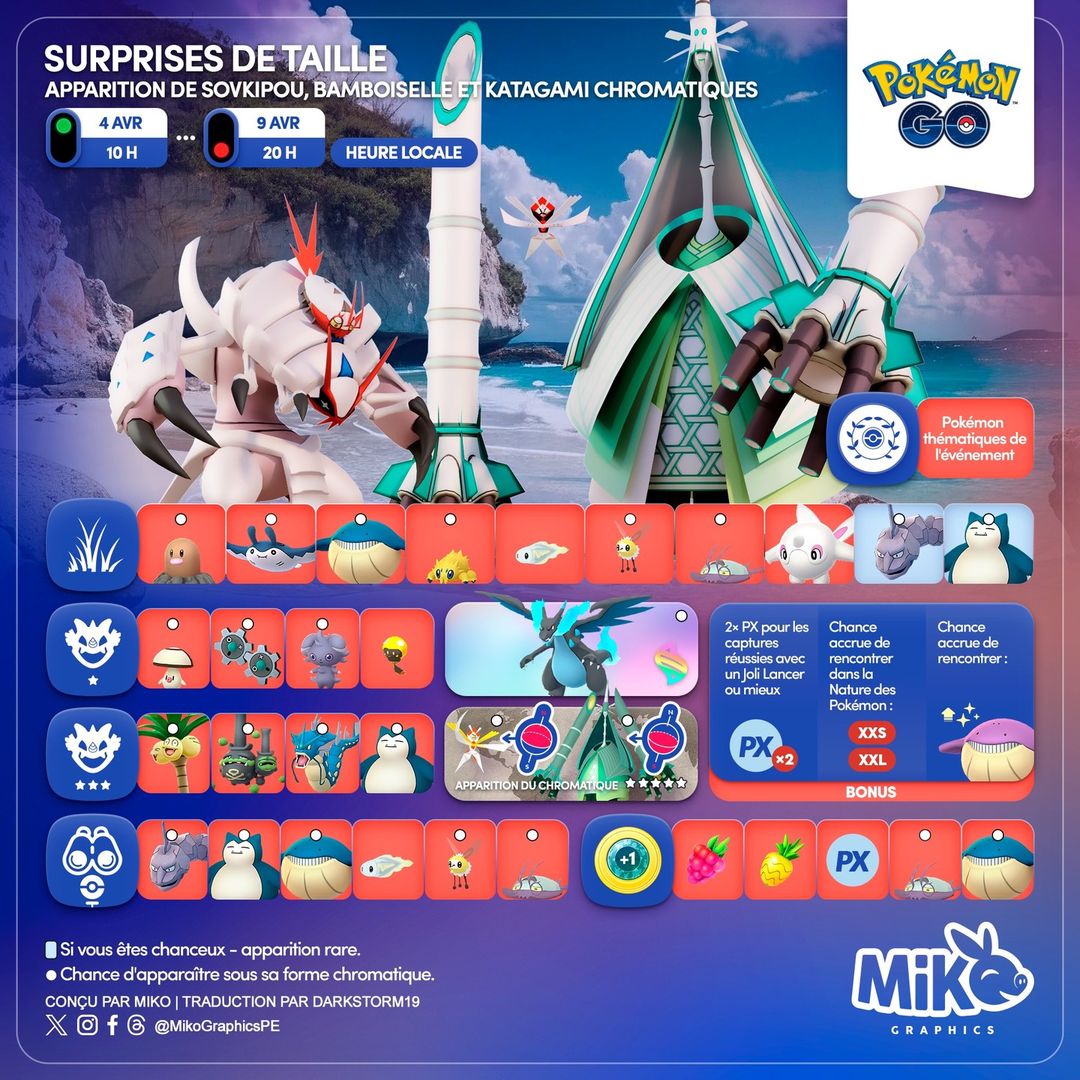 SURPRISES DE TAILLE
APPARITION DE SOVKIPOU, BAMBOISELLE ET KATAGAMI CHROMATIQUES
4 AVR
10 H
...
9 AVR
20 H
HEURE LOCALE
POKÉMON
GO
Pokémon
thématiques de
l'événement
2× PX pour les
captures
réussies avec
un Joli Lancer
ou mieux
PX ×2
Chance
accrue de
rencontrer
dans la
Nature des
Pokémon :
XXS
XXL
Chance
accrue de
rencontrer :
BONUS
N
S
N
S
APPARITION DU CHROMATIQUE
+1
PX
Si vous êtes chanceux - apparition rare.
Chance d'apparaître sous sa forme chromatique.
CONÇU PAR MIKO | TRADUCTION PAR DARKSTORM19
@MikoGraphicsPE
MiKO
GRAPHICS